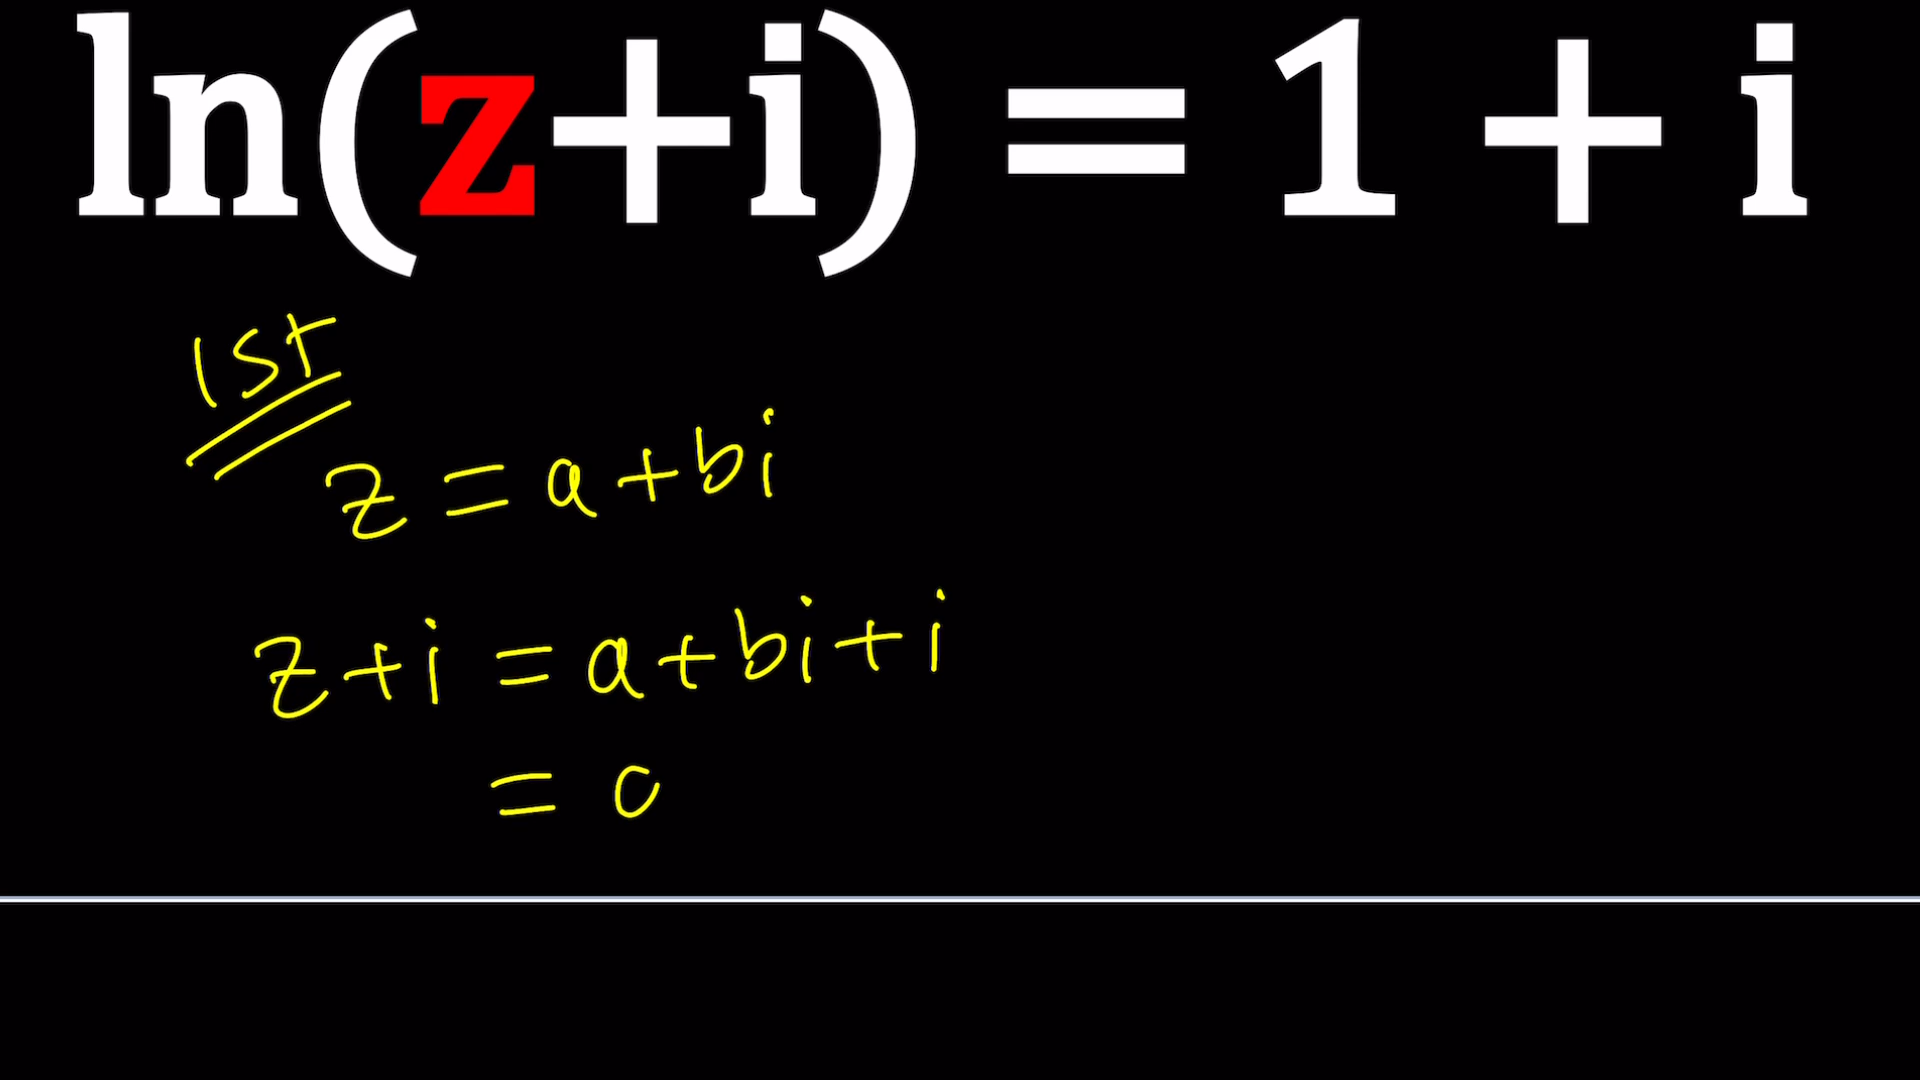 ln(z+i) = 1 + i
1st
z = a+bi
z+i = a+bi+i
= c